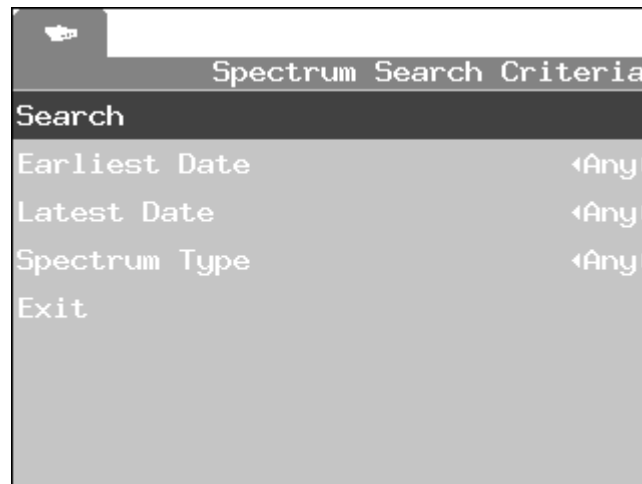 Spectrum Search Criteria
Search
Earliest Date ◂Any
Latest Date ◂Any
Spectrum Type ◂Any
Exit